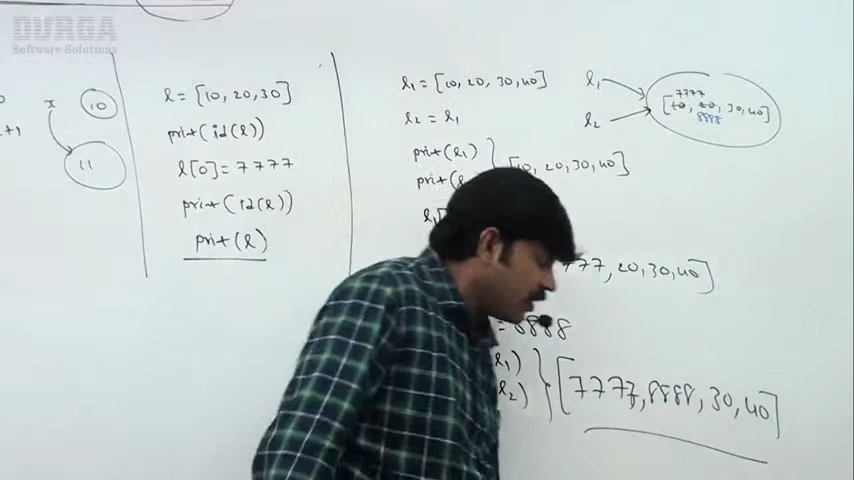 DURGA
Software Solutions
x 10
+1
11
l = [10, 20, 30]
print(id(l))
l[0] = 7777
print(id(l))
print(l)
l1 = [10, 20, 30, 40]
l2 = l1
print(l1)
[10, 20, 30, 40]
7777, 20, 30, 40]
= 8888
l1)
l2)
[7777, 8888, 30, 40]
l1
l2
7777
[10, 20, 30, 40]
8888